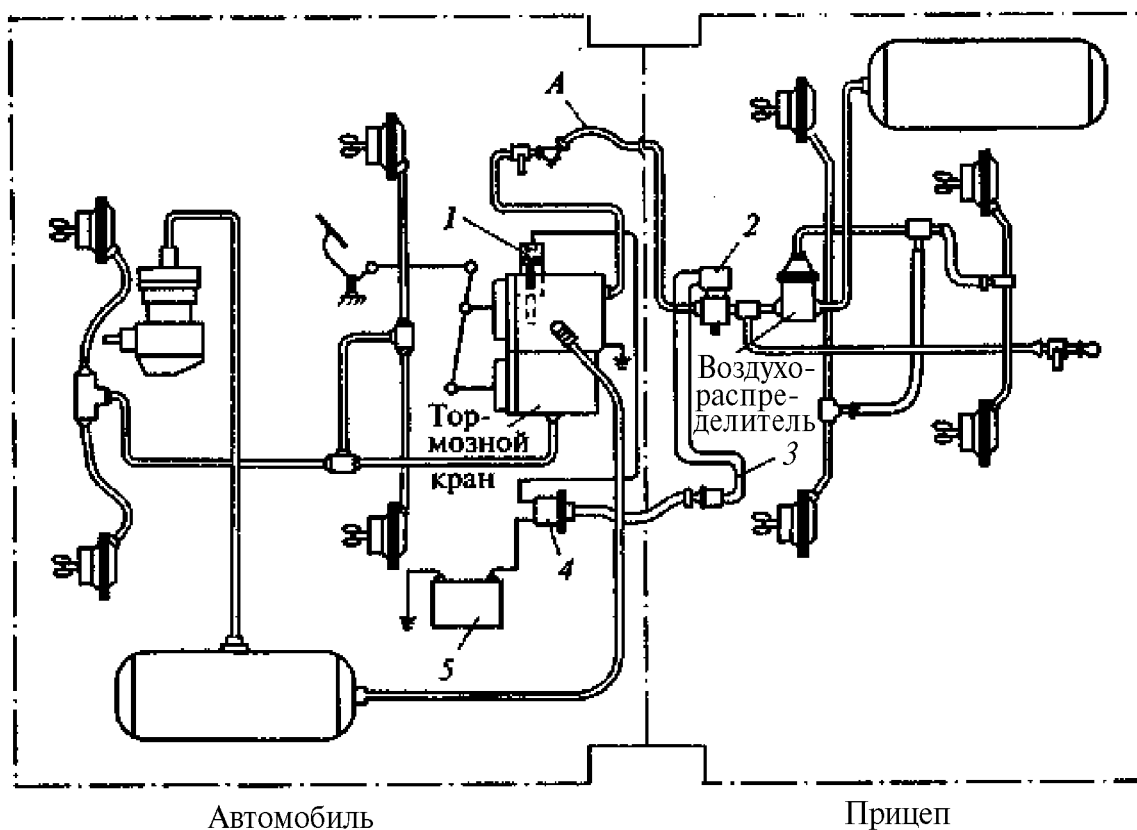 A
1
2
Воздухо-
распре-
делитель
Тор-
мозной
кран
3
4
5
Автомобиль
Прицеп